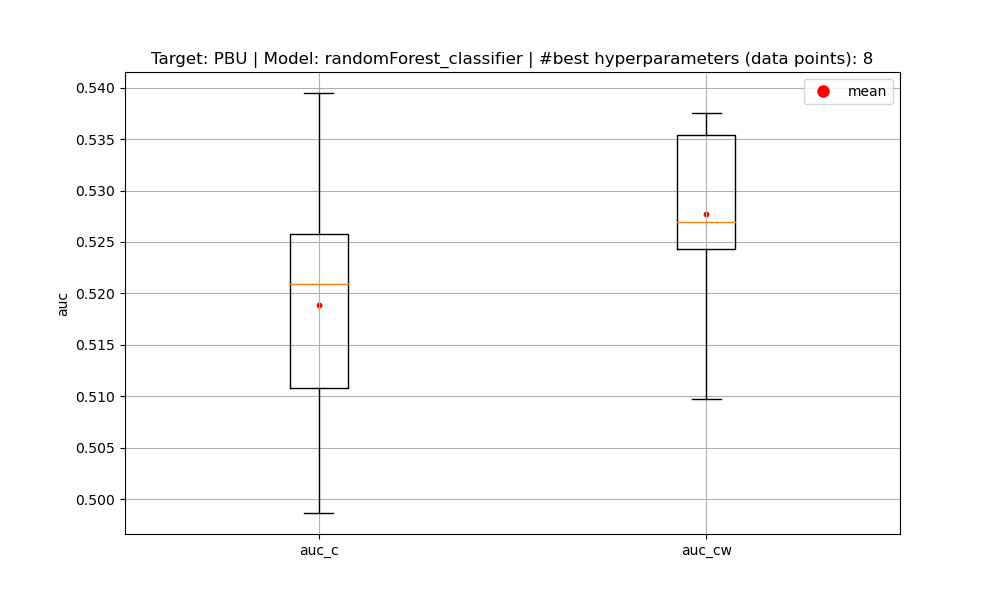 Target: PBU | Model: randomForest_classifier | #best hyperparameters (data points): 8
mean
0.540
0.535
0.530
0.525
0.520
0.515
0.510
0.505
0.500
auc
auc_c
auc_cw